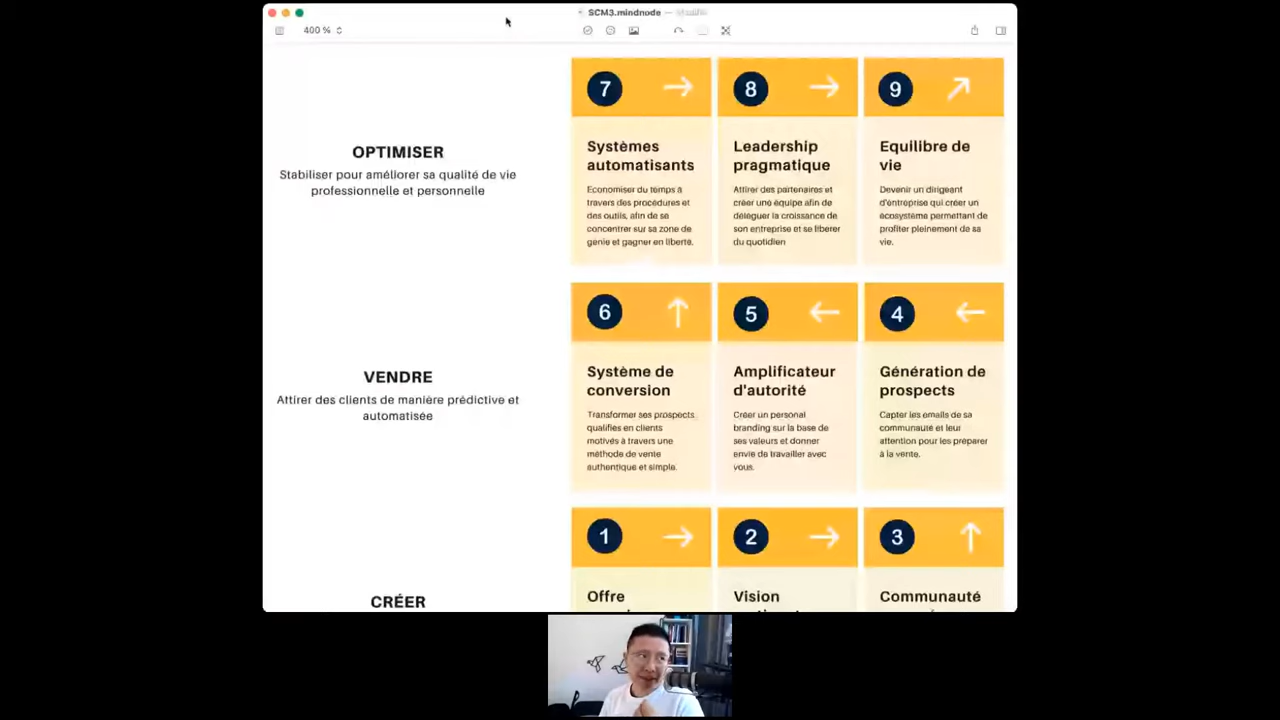 SCM3.mindnode — Modifié
400 %
7
8
9
OPTIMISER
Stabiliser pour améliorer sa qualité de vie
professionnelle et personnelle
Systèmes
automatisants
Economiser du temps à
travers des procédures et
des outils, afin de se
concentrer sur sa zone de
genie et gagner en liberté.
Leadership
pragmatique
Attirer des partenaires et
créer une équipe afin de
déleguer la croissance de
son entreprise et se liberer
du quotidien
Equilibre de
vie
Devenir un dirigeant
d'entreprise qui créer un
écosystème permettant de
profiter pleinement de sa
vie.
6
5
4
VENDRE
Attirer des clients de manière prédictive et
automatisée
Système de
conversion
Transformer ses prospects
qualifies en clients
motivés à travers une
méthode de vente
authentique et simple.
Amplificateur
d'autorité
Créer un personal
branding sur la base de
ses valeurs et donner
envie de travailler avec
vous.
Génération de
prospects
Capter les emails de sa
communauté et leur
attention pour les préparer
à la vente.
1
2
3
CRÉER
Offre
Vision
Communauté